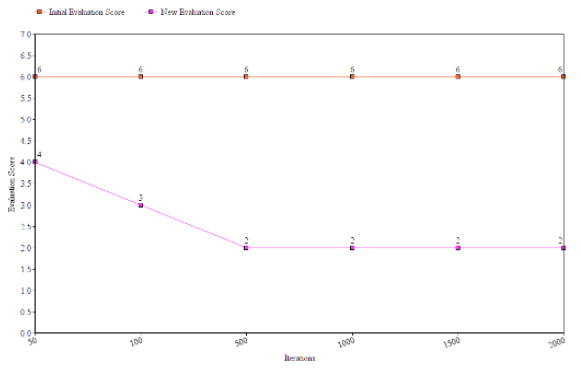 Initial Evaluation Score
New Evaluation Score
7.0
6.5
6.0
5.5
5.0
4.5
4.0
3.5
3.0
2.5
2.0
1.5
1.0
0.5
0.0
6 6 6 6 6 6
4 3 2 2 2 2
Evaluation Score
50 100 500 1000 1500 2000
Iterations